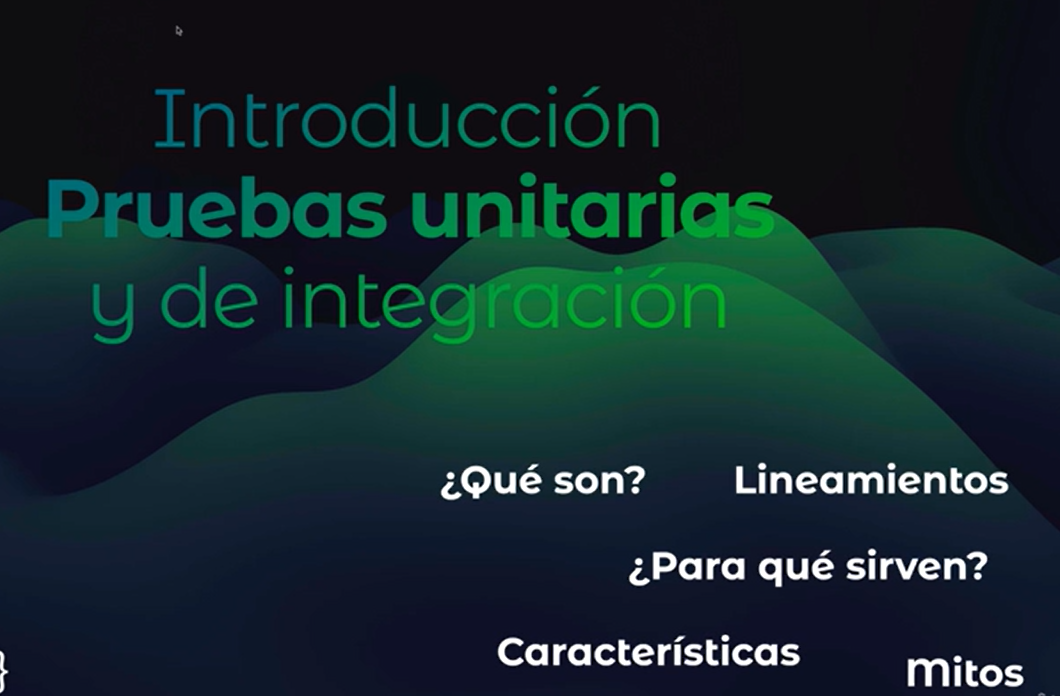 Introducción
Pruebas unitarias
y de integración
¿Qué son?
Lineamientos
¿Para qué sirven?
Características
Mitos
}